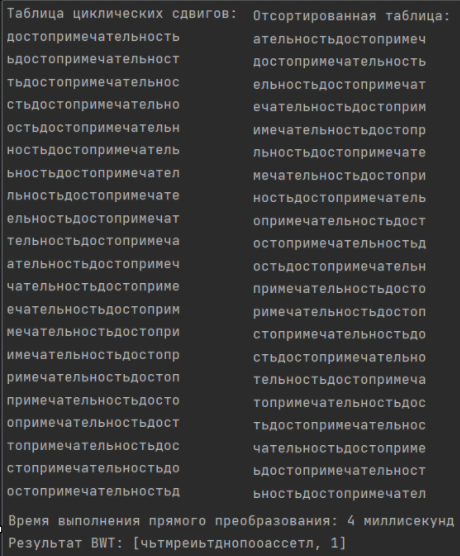 Таблица циклических сдвигов:
достопримечательность
ьдостопримечательност
тьдостопримечательнос
стьдостопримечательно
остьдостопримечательн
ностьдостопримечатель
ьностьдостопримечател
льностьдостопримечате
ельностьдостопримечат
тельностьдостопримеча
ательностьдостопримеч
чательностьдостоприме
ечательностьдостоприм
мечательностьдостопри
имечательностьдостопр
римечательностьдостоп
примечательностьдосто
опримечательностьдост
топримечательностьдос
стопримечательностьдо
остопримечательностьд
Отсортированная таблица:
ательностьдостопримеч
достопримечательность
ельностьдостопримечат
ечательностьдостоприм
имечательностьдостопр
льностьдостопримечате
мечательностьдостопри
ностьдостопримечатель
опримечательностьдост
остопримечательностьд
остьдостопримечательн
примечательностьдосто
римечательностьдостоп
стопримечательностьдо
стьдостопримечательно
тельностьдостопримеча
топримечательностьдос
тьдостопримечательнос
чательностьдостоприме
ьдостопримечательност
ьностьдостопримечател
Время выполнения прямого преобразования: 4 миллисекунд
Результат BWT: [чьтмреиьтднопооассетл, 1]